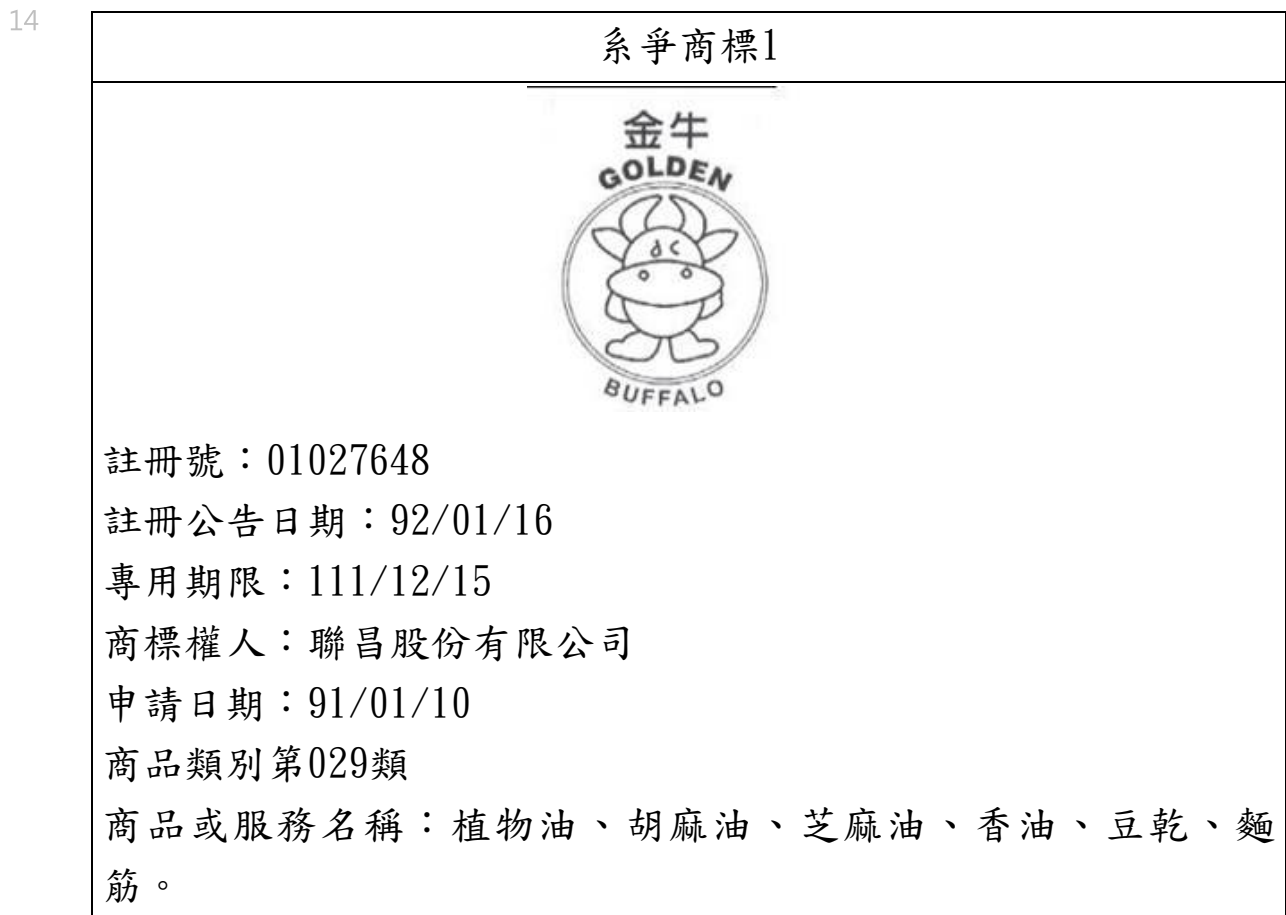 14
系爭商標1
金牛
GOLDEN
BUFFALO
註冊號：01027648
註冊公告日期：92/01/16
專用期限：111/12/15
商標權人：聯昌股份有限公司
申請日期：91/01/10
商品類別第029類
商品或服務名稱：植物油、胡麻油、芝麻油、香油、豆乾、麵
筋。